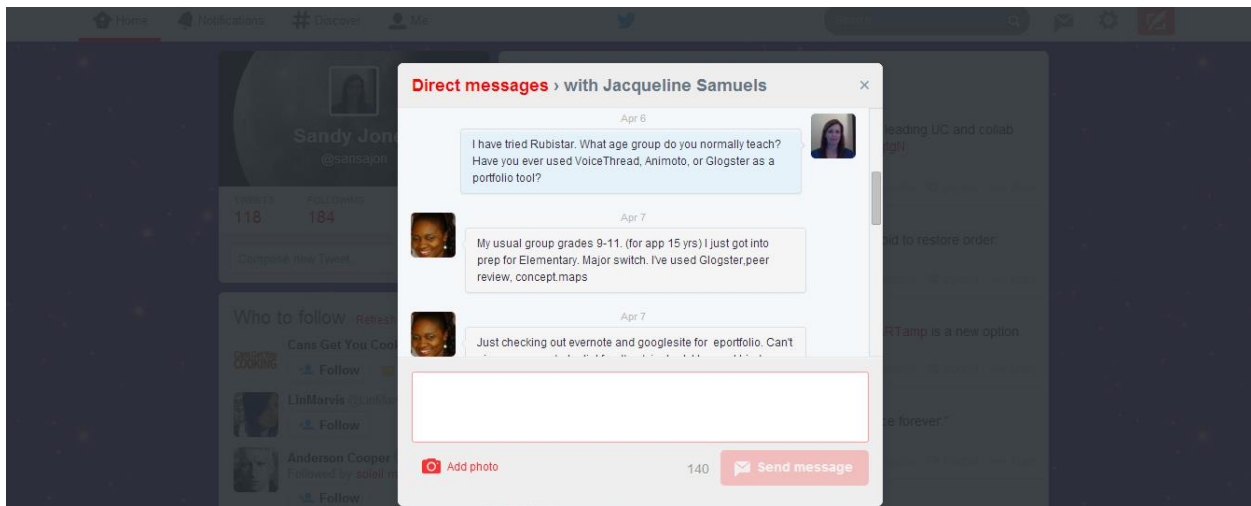 Home Notifications Discover Me Search
Direct messages › with Jacqueline Samuels ×
Apr 6
I have tried Rubistar. What age group do you normally teach?
Have you ever used VoiceThread, Animoto, or Glogster as a
portfolio tool?
Apr 7
My usual group grades 9-11. (for app 15 yrs) I just got into
prep for Elementary. Major switch. I've used Glogster,peer
review, concept.maps
Apr 7
Just checking out evernote and googlesite for eportfolio. Can't
Add photo
140
Send message
Sandy Jon
@sansajon
TWEETS FOLLOWING
118 184
Compose new Tweet...
Who to follow Refresh
Cans Get You Coo
COOKING
Follow
LinMarvis @LinMar
Follow
Anderson Cooper
Followed by
Follow
leading UC and collab
to restore order.
RTamp is a new option
forever."